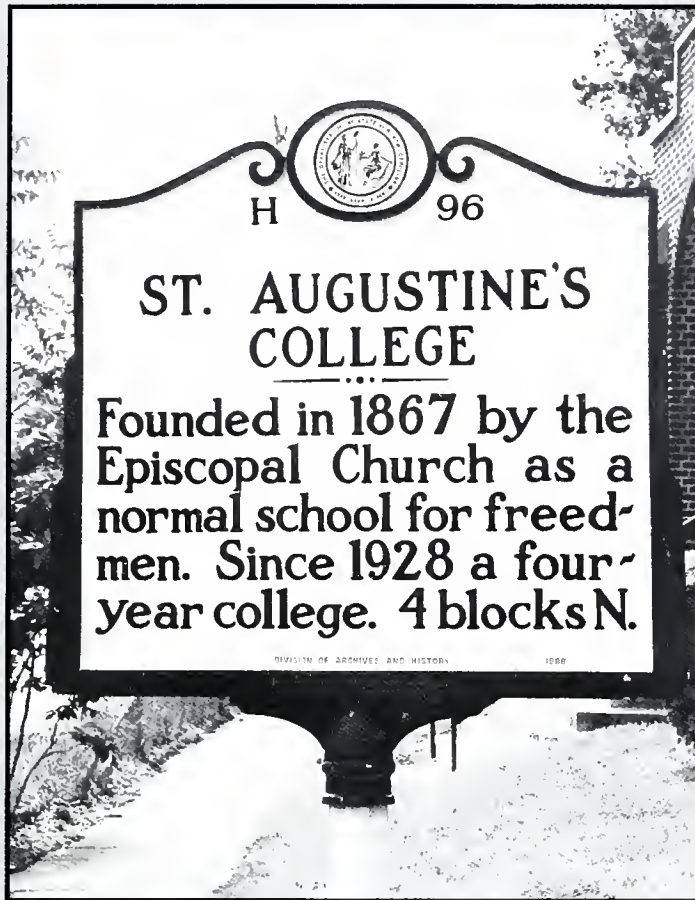 H 96
ST. AUGUSTINE'S
COLLEGE
Founded in 1867 by the
Episcopal Church as a
normal school for freed-
men. Since 1928 a four-
year college. 4 blocks N.
DIVISION OF ARCHIVES AND HISTORY